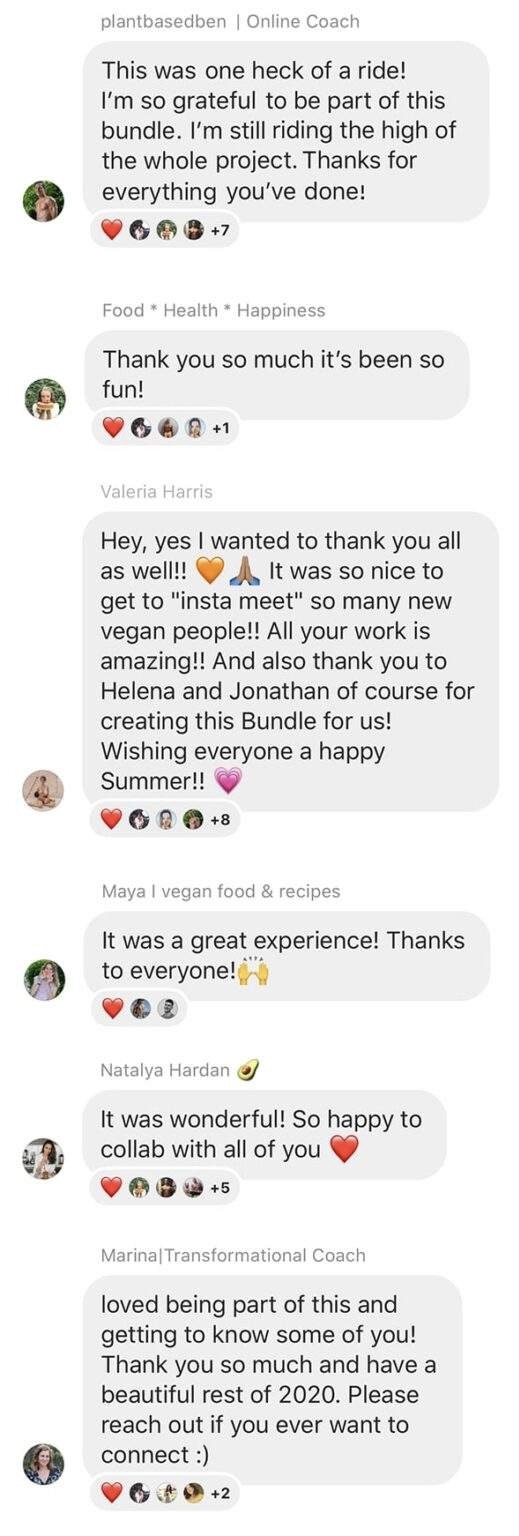 plantbasedben | Online Coach
This was one heck of a ride!
I'm so grateful to be part of this
bundle. I'm still riding the high of
the whole project. Thanks for
everything you've done!
+7
Food * Health * Happiness
Thank you so much it's been so
fun!
+1
Valeria Harris
Hey, yes I wanted to thank you all
as well!! 🧡🙏🏽 It was so nice to
get to "insta meet" so many new
vegan people!! All your work is
amazing!! And also thank you to
Helena and Jonathan of course for
creating this Bundle for us!
Wishing everyone a happy
Summer!! 💗
+8
Maya I vegan food & recipes
It was a great experience! Thanks
to everyone!🙌
Natalya Hardan 🥑
It was wonderful! So happy to
collab with all of you ❤️
+5
Marina|Transformational Coach
loved being part of this and
getting to know some of you!
Thank you so much and have a
beautiful rest of 2020. Please
reach out if you ever want to
connect :)
+2